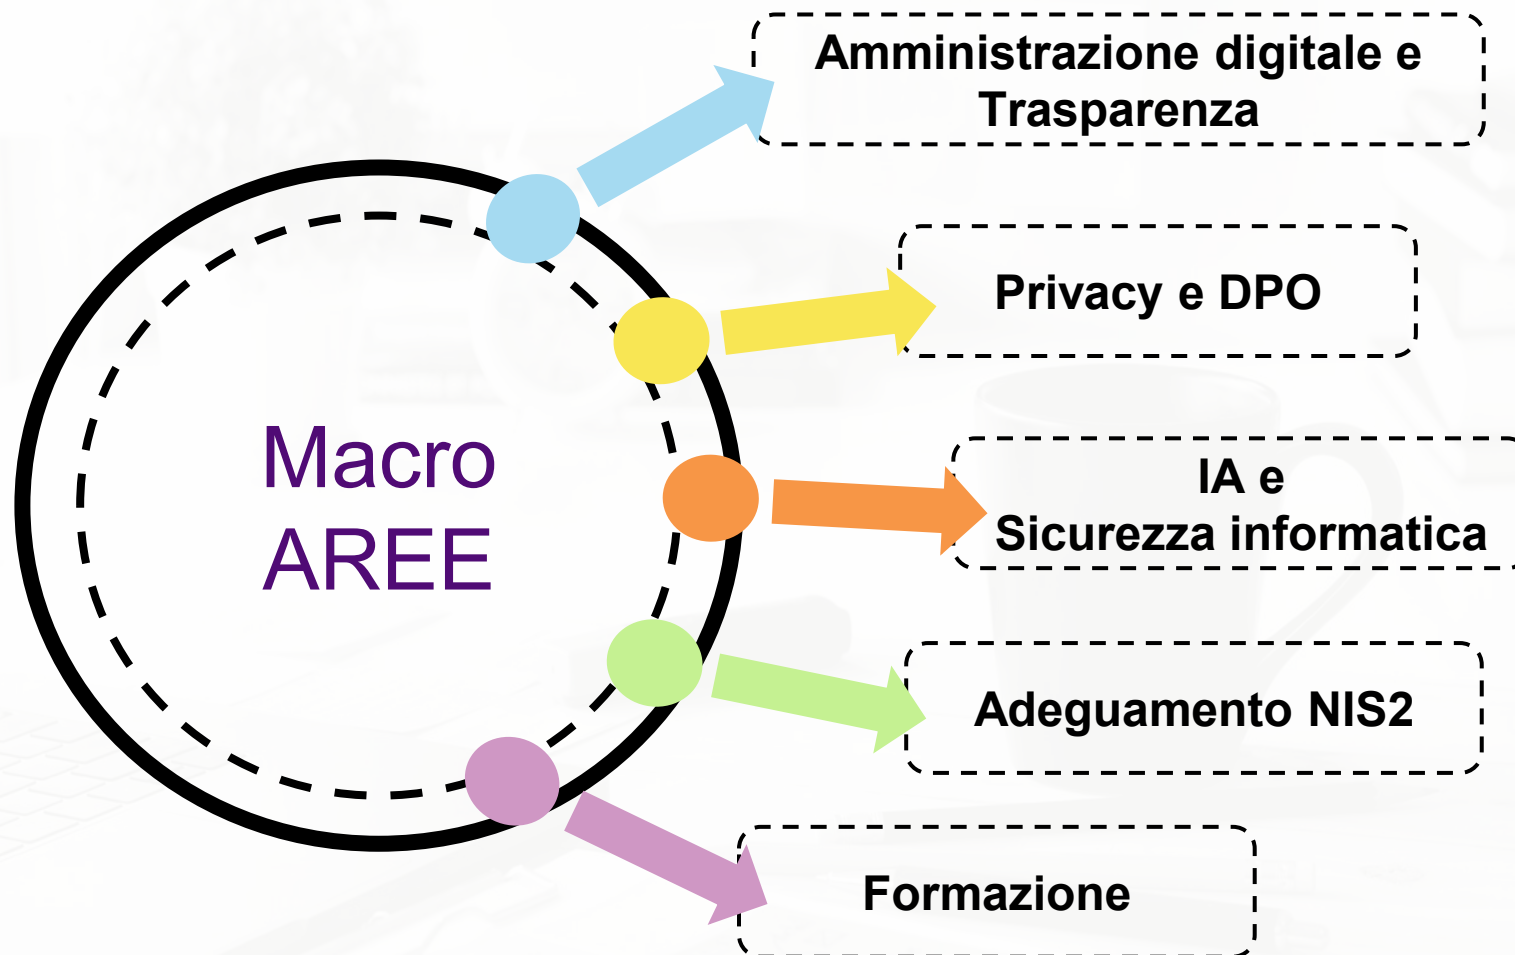 Amministrazione digitale e
Trasparenza
Privacy e DPO
Macro
AREE
IA e
Sicurezza informatica
Adeguamento NIS2
Formazione